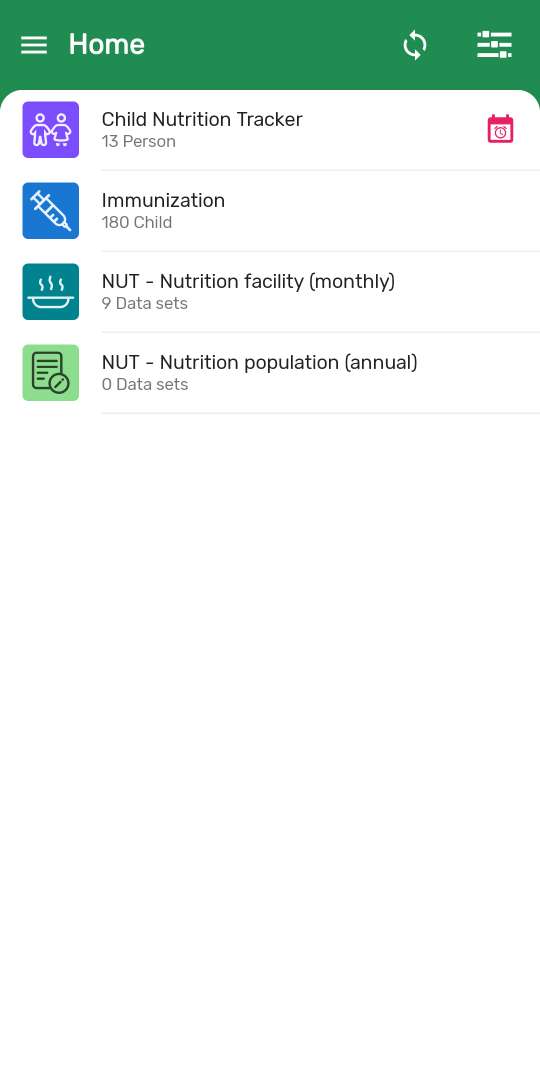 Home
Child Nutrition Tracker
13 Person
Immunization
180 Child
NUT - Nutrition facility (monthly)
9 Data sets
NUT - Nutrition population (annual)
0 Data sets